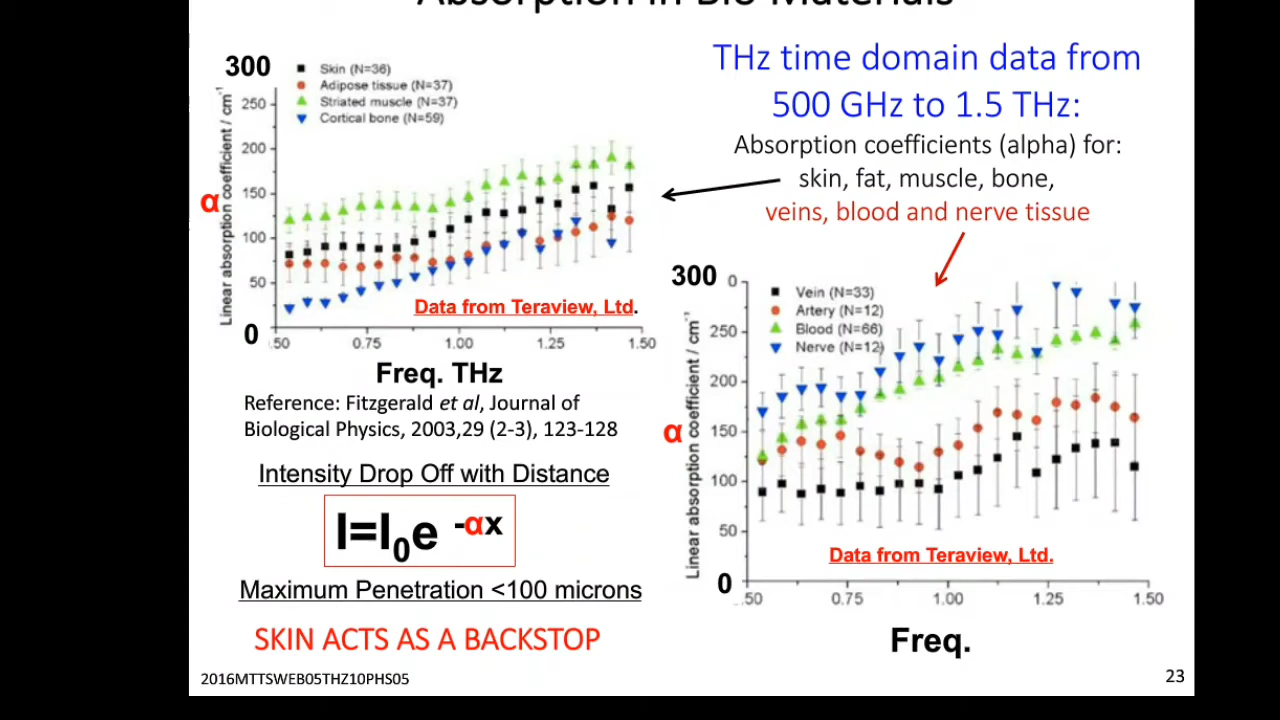 Absorption in Bio-Materials
300
Skin (N=36)
Adipose tissue (N=37)
Striated muscle (N=37)
Cortical bone (N=59)
250
200
150
100
50
0
α
Linear absorption coefficient / cm⁻¹
Data from Teraview, Ltd.
.50
0.75
1.00
1.25
1.50
Freq. THz
Reference: Fitzgerald et al, Journal of
Biological Physics, 2003,29 (2-3), 123-128
Intensity Drop Off with Distance
I=I₀e -αx
Maximum Penetration <100 microns
SKIN ACTS AS A BACKSTOP
2016MTTSWEB05THZ10PHS05
THz time domain data from
500 GHz to 1.5 THz:
Absorption coefficients (alpha) for:
skin, fat, muscle, bone,
veins, blood and nerve tissue
300
0
Vein (N=33)
Artery (N=12)
Blood (N=66)
Nerve (N=12)
250
200
150
100
50
0
α
Linear absorption coefficient / cm⁻¹
Data from Teraview, Ltd.
.50
0.75
1.00
1.25
1.50
Freq.
23